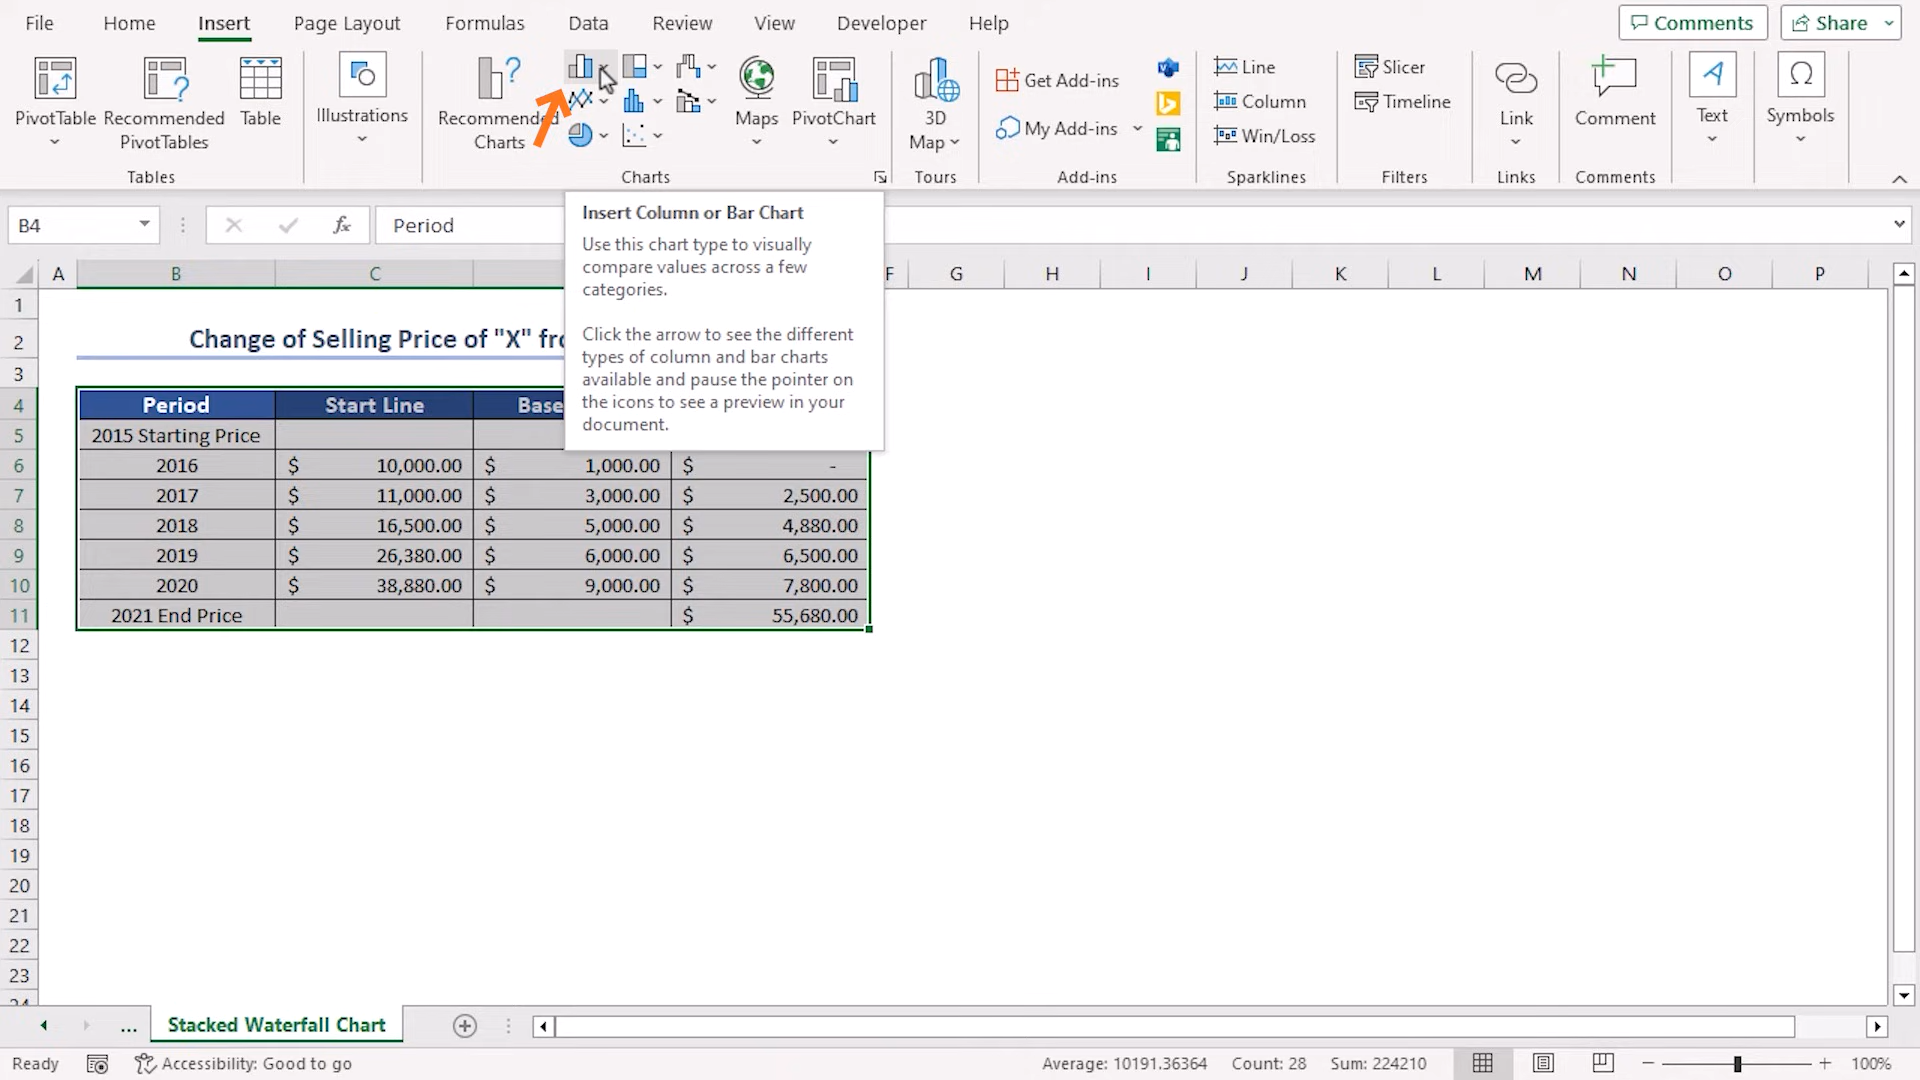 File Home Insert Page Layout Formulas Data Review View Developer Help Comments Share
PivotTable Recommended PivotTables Table Illustrations Recommended Charts Maps PivotChart 3D Map Get Add-ins My Add-ins Line Column Win/Loss Slicer Timeline Link Comment Text Symbols
Tables Charts Tours Add-ins Sparklines Filters Links Comments
B4 fx Period
Insert Column or Bar Chart
Use this chart type to visually
compare values across a few
categories.
Click the arrow to see the different
types of column and bar charts
available and pause the pointer on
the icons to see a preview in your
document.
A B C F G H I J K L M N O P
1
2 Change of Selling Price of "X"
3
4 Period Start Line Base
5 2015 Starting Price
6 2016 $ 10,000.00 $ 1,000.00 $ -
7 2017 $ 11,000.00 $ 3,000.00 $ 2,500.00
8 2018 $ 16,500.00 $ 5,000.00 $ 4,880.00
9 2019 $ 26,380.00 $ 6,000.00 $ 6,500.00
10 2020 $ 38,880.00 $ 9,000.00 $ 7,800.00
11 2021 End Price $ 55,680.00
12
13
14
15
16
17
18
19
20
21
22
23
24
... Stacked Waterfall Chart
Ready Accessibility: Good to go Average: 10191.36364 Count: 28 Sum: 224210 100%